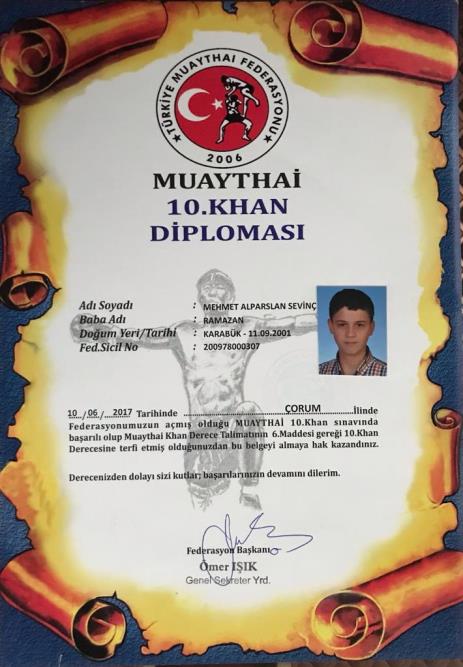 ★ TÜRKİYE MUAYTHAI FEDERASYONU ★
2006
MUAYTHAİ
10.KHAN
DİPLOMASI
Adı Soyadı : MEHMET ALPARSLAN SEVİNÇ
Baba Adı : RAMAZAN
Doğum Yeri/Tarihi : KARABÜK - 11.09.2001
Fed.Sicil No : 200978000307
10../06../....2017 Tarihinde ................ÇORUM................İlinde
Federasyonumuzun açmış olduğu MUAYTHAİ 10.Khan sınavında
başarılı olup Muaythai Khan Derece Talimatının 6.Maddesi gereği 10.Khan
Derecesine terfi etmiş olduğunuzdan bu belgeyi almaya hak kazandınız.
Derecenizden dolayı sizi kutlar; başarılarınızın devamını dilerim.
Federasyon Başkanı
Ömer IŞIK
Genel Sekreter Yrd.